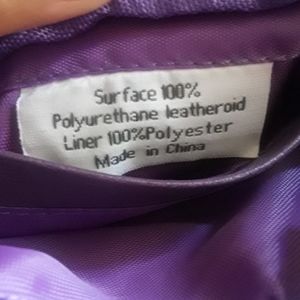 Surface 100%
Polyurethane leatheroid
Liner 100%Polyester
Made in China